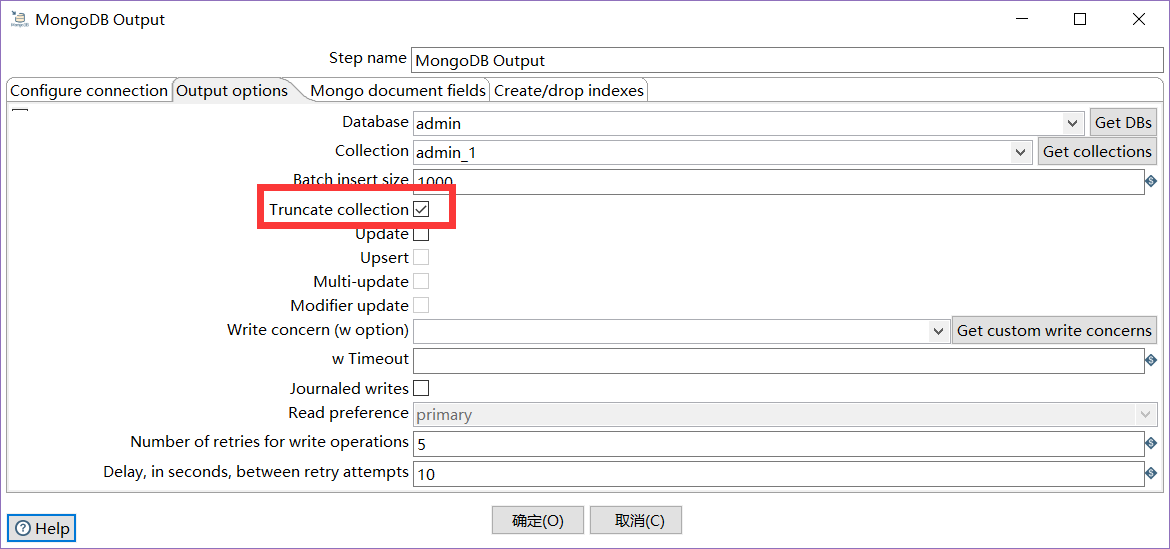 MongoDB Output
Step name MongoDB Output
Configure connection Output options Mongo document fields Create/drop indexes
Database admin Get DBs
Collection admin_1 Get collections
Batch insert size 1000
Truncate collection
Update
Upsert
Multi-update
Modifier update
Write concern (w option) Get custom write concerns
w Timeout
Journaled writes
Read preference primary
Number of retries for write operations 5
Delay, in seconds, between retry attempts 10
Help 确定(O) 取消(C)